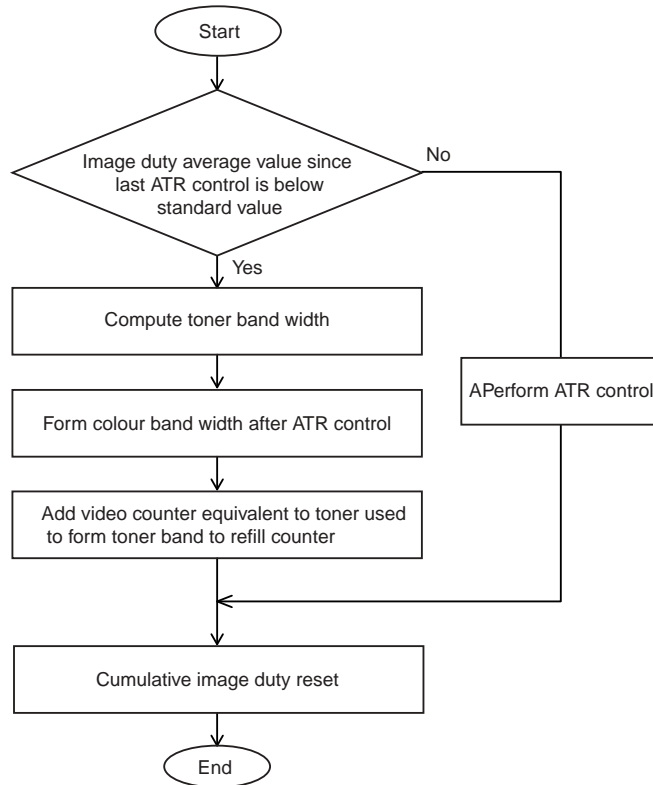 Start
Image duty average value since
last ATR control is below
standard value
No
Yes
Compute toner band width
APerform ATR control
Form colour band width after ATR control
Add video counter equivalent to toner used
to form toner band to refill counter
Cumulative image duty reset
End